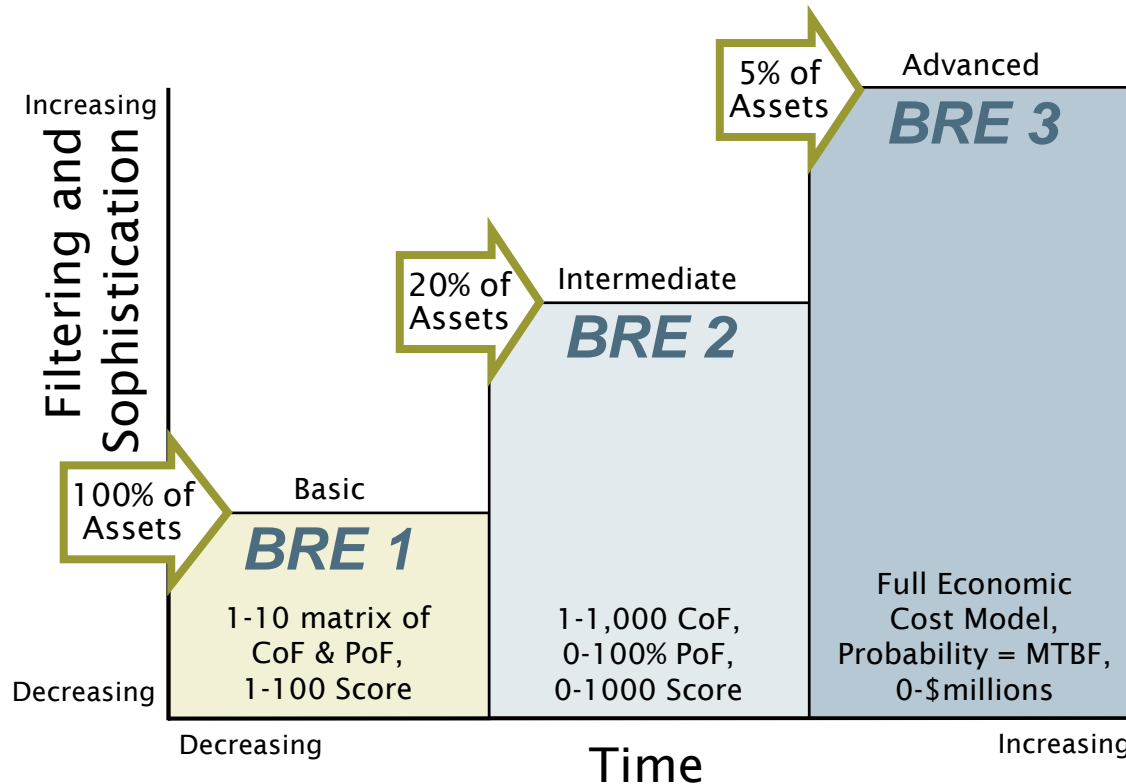 5% of
Assets
Advanced
BRE 3
Increasing
Filtering and
Sophistication
20% of
Assets
Intermediate
BRE 2
100% of
Assets
Basic
BRE 1
1-10 matrix of
CoF & PoF,
1-100 Score
1-1,000 CoF,
0-100% PoF,
0-1000 Score
Full Economic
Cost Model,
Probability = MTBF,
0-$millions
Decreasing
Decreasing
Time
Increasing